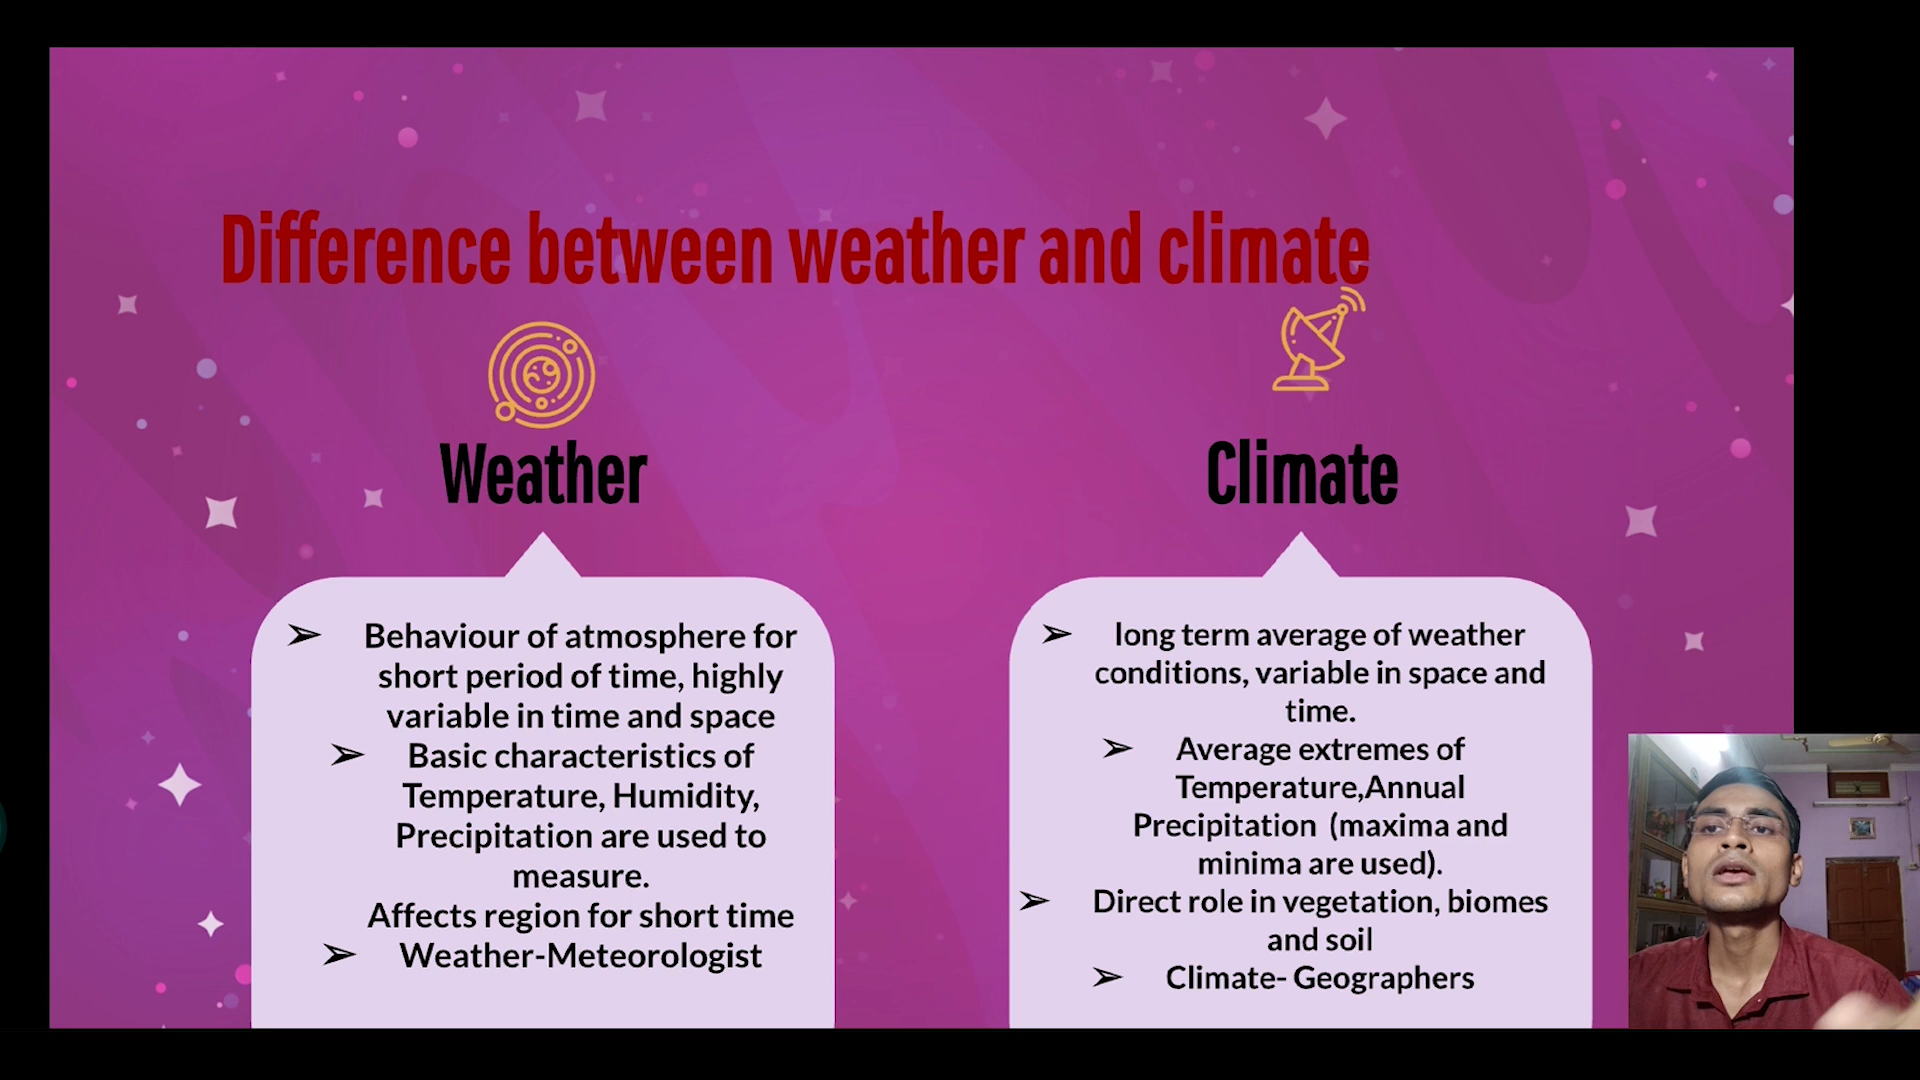 Difference between weather and climate
Weather
➢ Behaviour of atmosphere for
short period of time, highly
variable in time and space
➢ Basic characteristics of
Temperature, Humidity,
Precipitation are used to
measure.
Affects region for short time
➢ Weather-Meteorologist
Climate
➢ long term average of weather
conditions, variable in space and
time.
➢ Average extremes of
Temperature,Annual
Precipitation (maxima and
minima are used).
➢ Direct role in vegetation, biomes
and soil
➢ Climate- Geographers